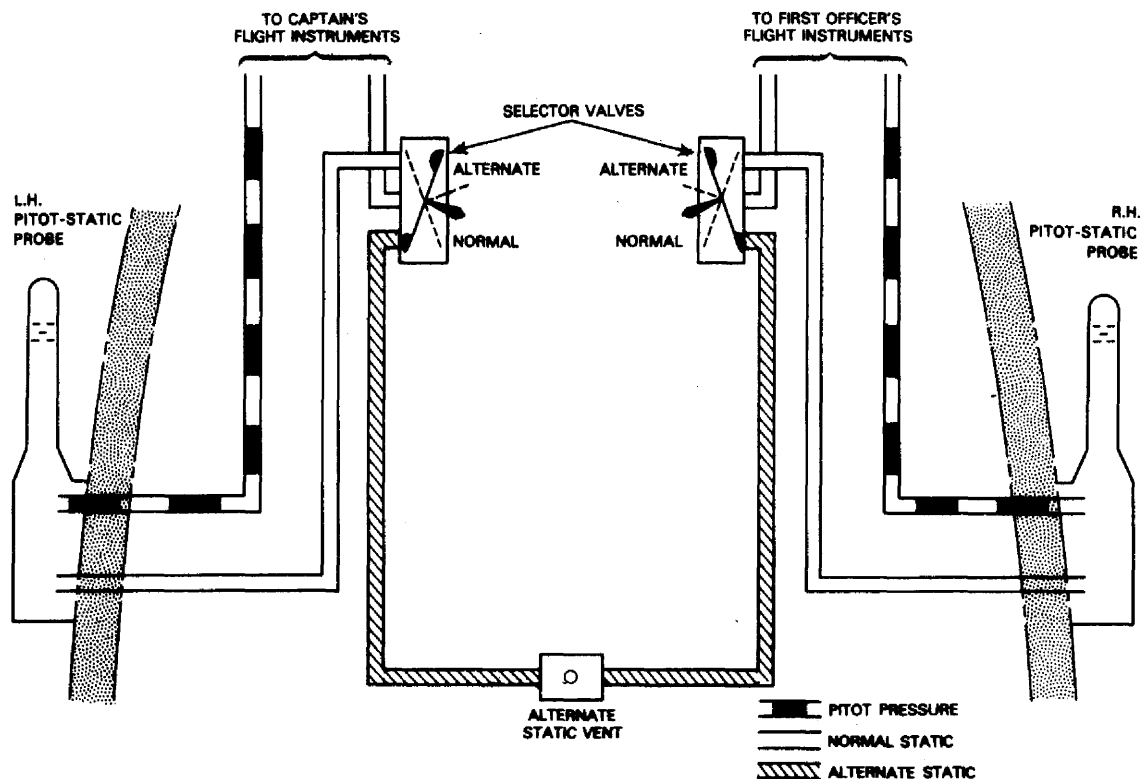 TO CAPTAIN'S
FLIGHT INSTRUMENTS
TO FIRST OFFICER'S
FLIGHT INSTRUMENTS
SELECTOR VALVES
ALTERNATE
ALTERNATE
L.H.
PITOT-STATIC
PROBE
R.H.
PITOT-STATIC
PROBE
NORMAL
NORMAL
ALTERNATE
STATIC VENT
PITOT PRESSURE
NORMAL STATIC
ALTERNATE STATIC